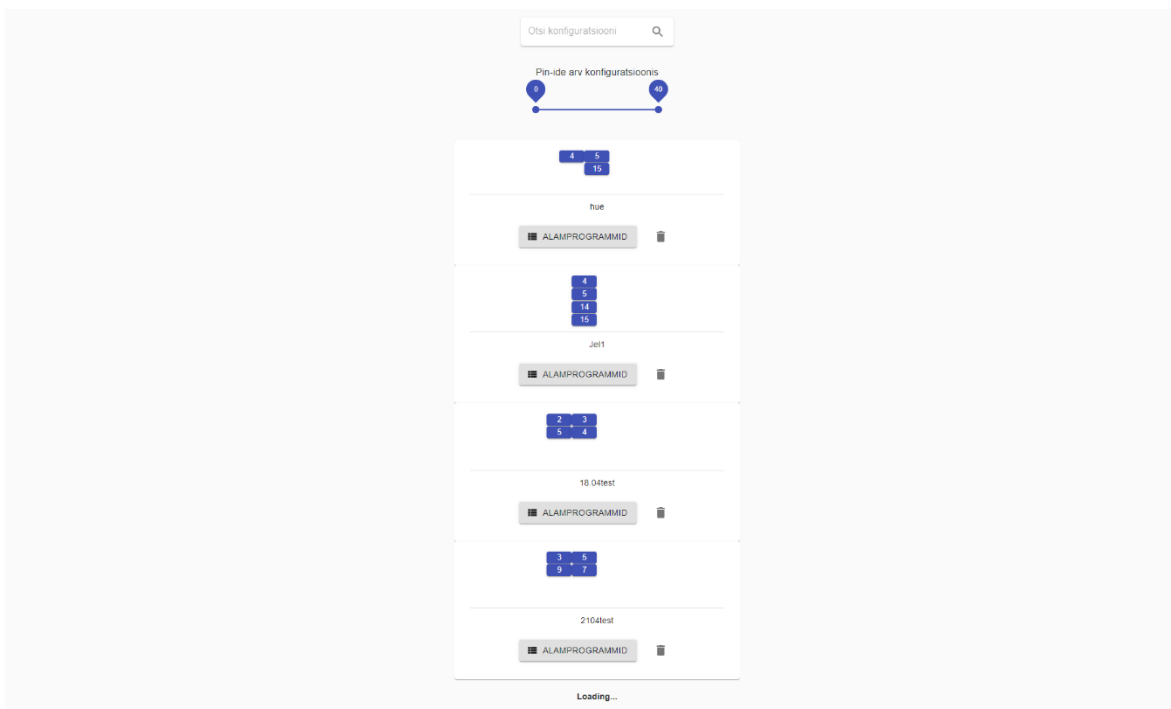 Otsi konfiguratsiooni
Pin-ide arv konfiguratsioonis
0 40
4 5
15
hue
ALAMPROGRAMMID
4
5
14
15
Jel1
ALAMPROGRAMMID
2 3
5 4
18.04test
ALAMPROGRAMMID
3 5
9 7
2104test
ALAMPROGRAMMID
Loading...